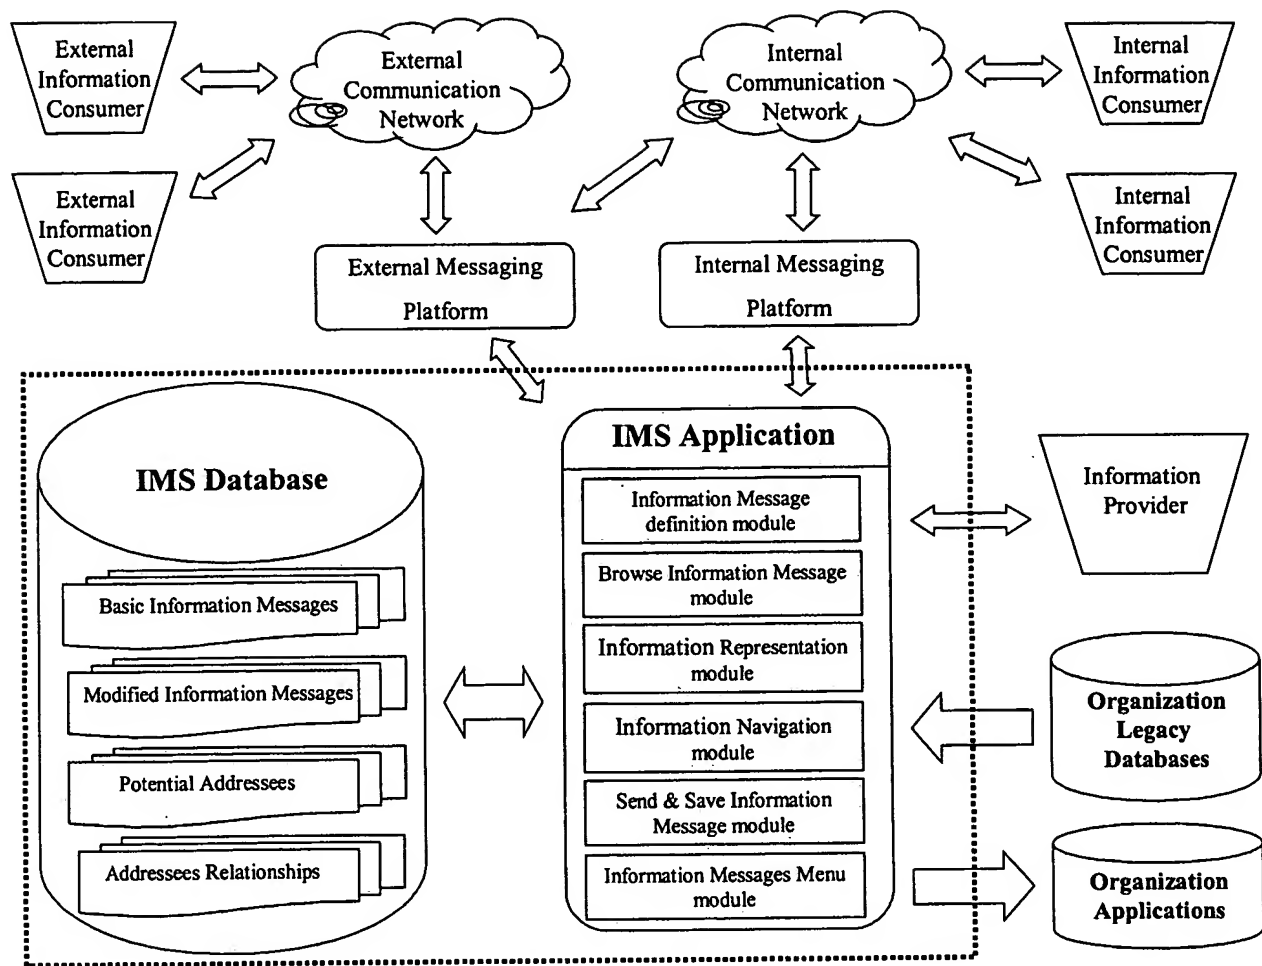 External
Information
Consumer
External
Communication
Network
Internal
Communication
Network
Internal
Information
Consumer
External
Information
Consumer
Internal
Information
Consumer
External Messaging
Platform
Internal Messaging
Platform
IMS Database
Basic Information Messages
Modified Information Messages
Potential Addressees
Addressees Relationships
IMS Application
Information Message
definition module
Browse Information Message
module
Information Representation
module
Information Navigation
module
Send & Save Information
Message module
Information Messages Menu
module
Information
Provider
Organization
Legacy
Databases
Organization
Applications